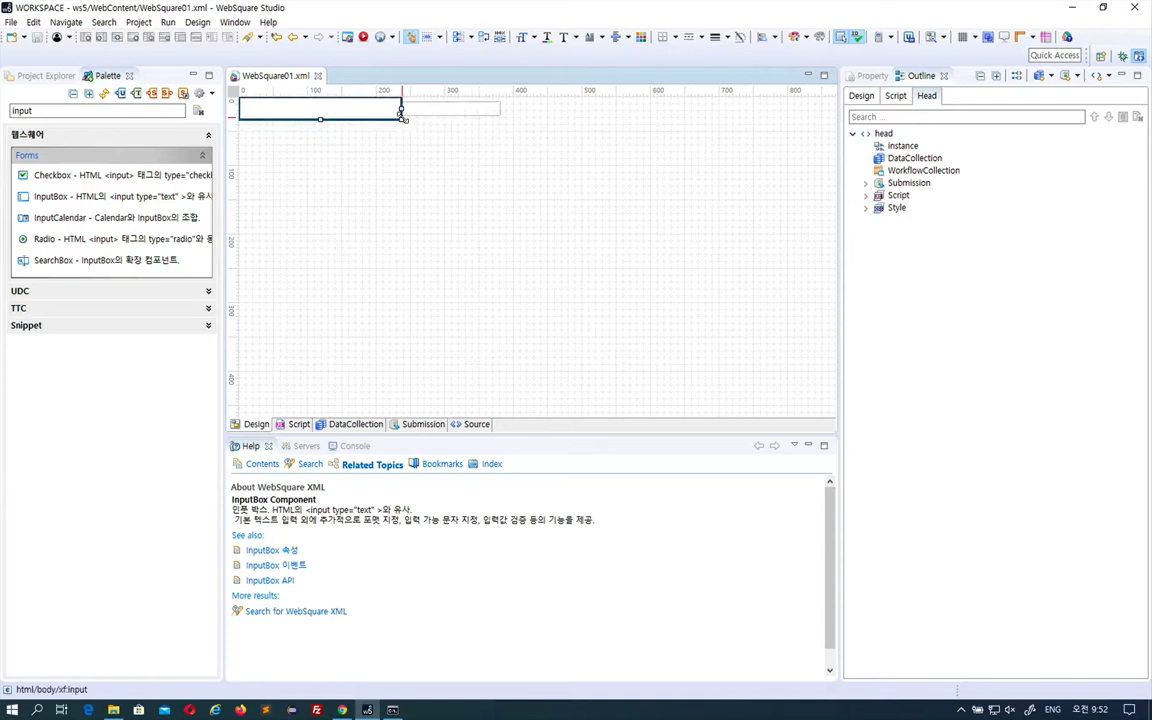 WORKSPACE - ws5/WebContent/WebSquare01.xml - WebSquare Studio
File Edit Navigate Search Project Run Design Window Help
Quick Access
Project Explorer Palette
input
웹스퀘어
Forms
Checkbox - HTML <input> 태그의 type="checkl
InputBox - HTML의 <input type="text" >와 유사
InputCalendar - Calendar와 InputBox의 조합.
Radio - HTML <input> 태그의 type="radio"와 동
SearchBox - InputBox의 확장 컴포넌트.
UDC
TTC
Snippet
WebSquare01.xml
0 100 200 300 400 500 600 700 800
0
100
200
300
400
Design Script DataCollection Submission Source
Help Servers Console
Contents Search Related Topics Bookmarks Index
About WebSquare XML
InputBox Component
인풋 박스. HTML의 <input type="text" >와 유사.
기본 텍스트 입력 외에 추가적으로 포맷 지정, 입력 가능 문자 지정, 입력값 검증 등의 기능을 제공.
See also:
InputBox 속성
InputBox 이벤트
InputBox API
More results:
Search for WebSquare XML
Property Outline
Design Script Head
Search ...
head
instance
DataCollection
WorkflowCollection
Submission
Script
Style
html/body/xf:input
ENG 오전 9:52